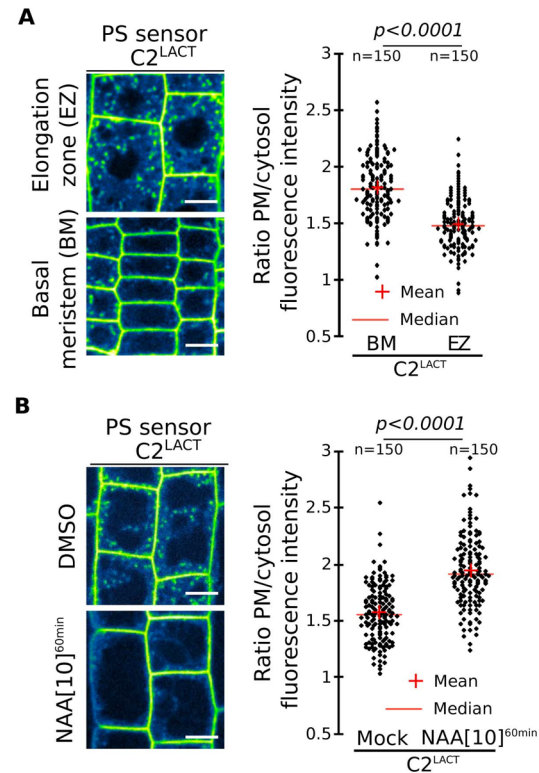 A
PS sensor
C2^LACT
Elongation
zone (EZ)
Basal
meristem (BM)
p<0.0001
n=150 n=150
Ratio PM/cytosol
fluorescence intensity
3
2.5
2
1.5
1
0.5
Mean
Median
BM EZ
C2^LACT
B
PS sensor
C2^LACT
DMSO
NAA[10]^60min
p<0.0001
n=150 n=150
Ratio PM/cytosol
fluorescence intensity
3
2.5
2
1.5
1
0.5
Mean
Median
Mock NAA[10]^60min
C2^LACT